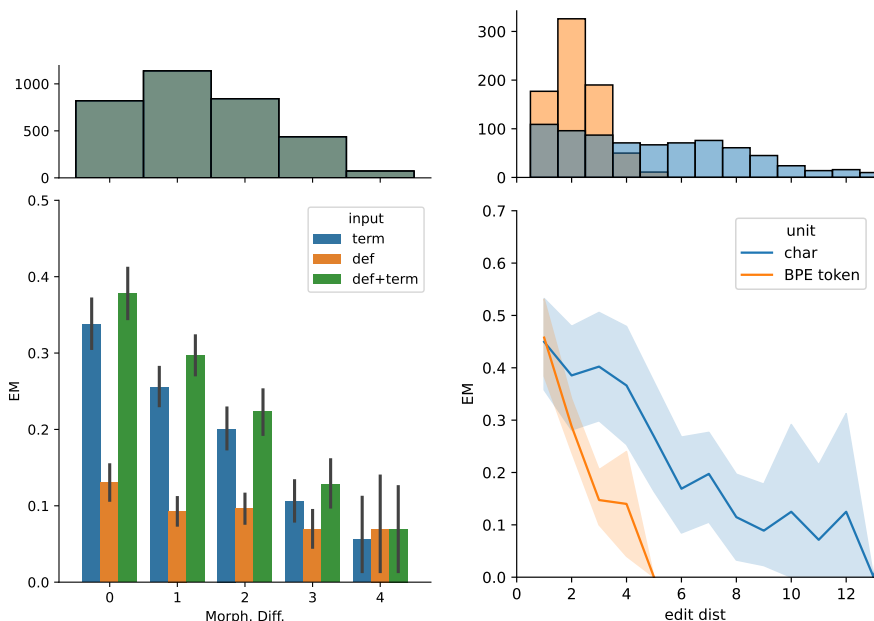 1000
500
0
0.5
0.4
0.3
0.2
0.1
0.0
EM
input
term
def
def+term
0 1 2 3 4
Morph. Diff.
300
200
100
0
0.7
0.6
0.5
0.4
0.3
0.2
0.1
0.0
EM
unit
char
BPE token
0 2 4 6 8 10 12
edit dist